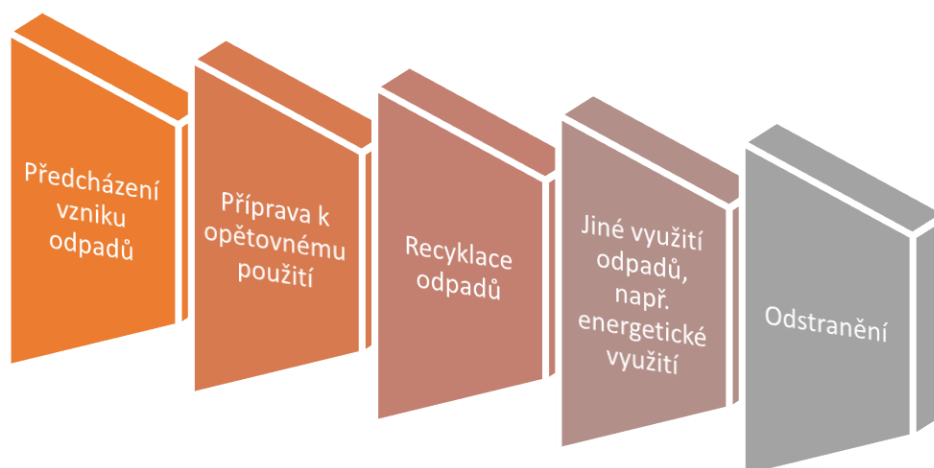 Předcházení
vzniku
odpadů
Příprava k
opětovnému
použití
Recyklace
odpadů
Jiné využití
odpadů,
např.
energetické
využití
Odstranění